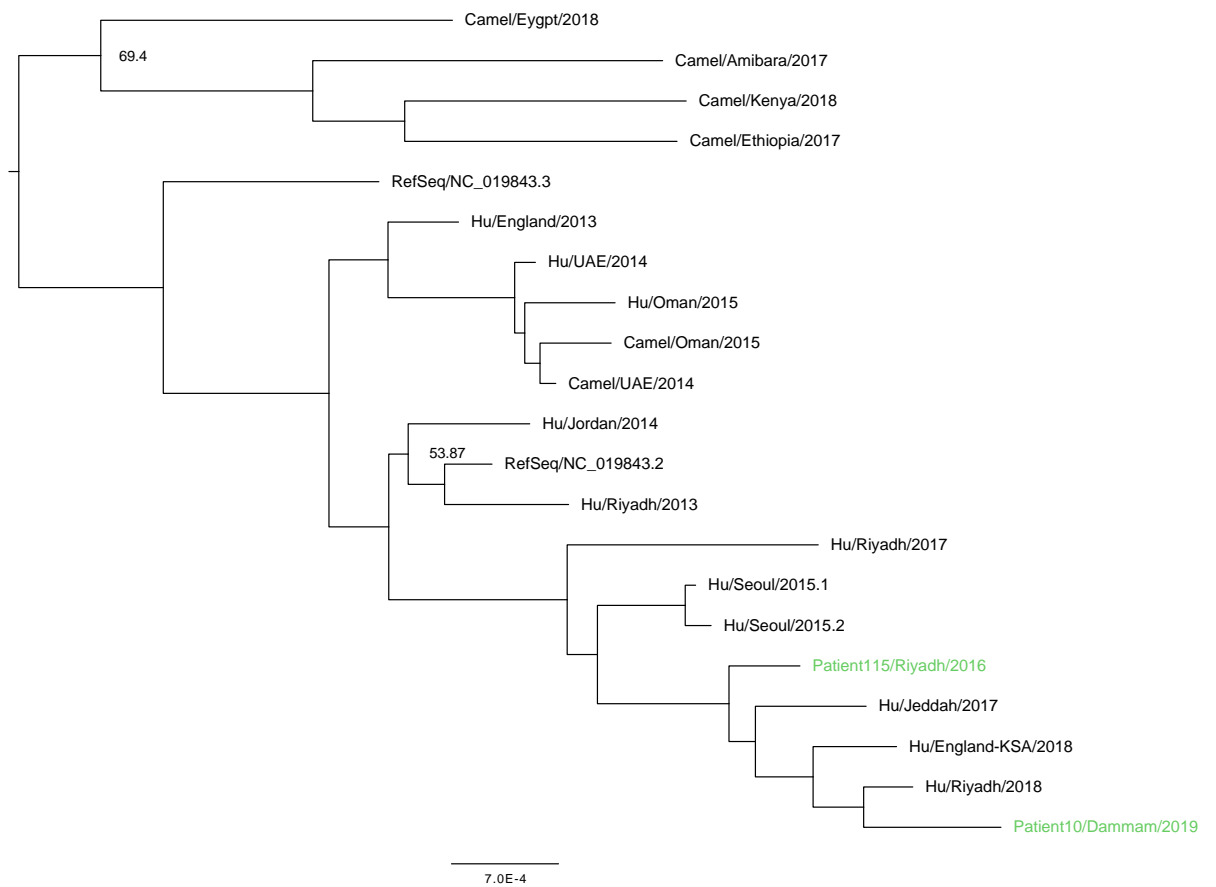 Camel/Eygpt/2018
69.4
Camel/Amibara/2017
Camel/Kenya/2018
Camel/Ethiopia/2017
RefSeq/NC_019843.3
Hu/England/2013
Hu/UAE/2014
Hu/Oman/2015
Camel/Oman/2015
Camel/UAE/2014
Hu/Jordan/2014
53.87
RefSeq/NC_019843.2
Hu/Riyadh/2013
Hu/Riyadh/2017
Hu/Seoul/2015.1
Hu/Seoul/2015.2
Patient115/Riyadh/2016
Hu/Jeddah/2017
Hu/England-KSA/2018
Hu/Riyadh/2018
Patient10/Dammam/2019
7.0E-4